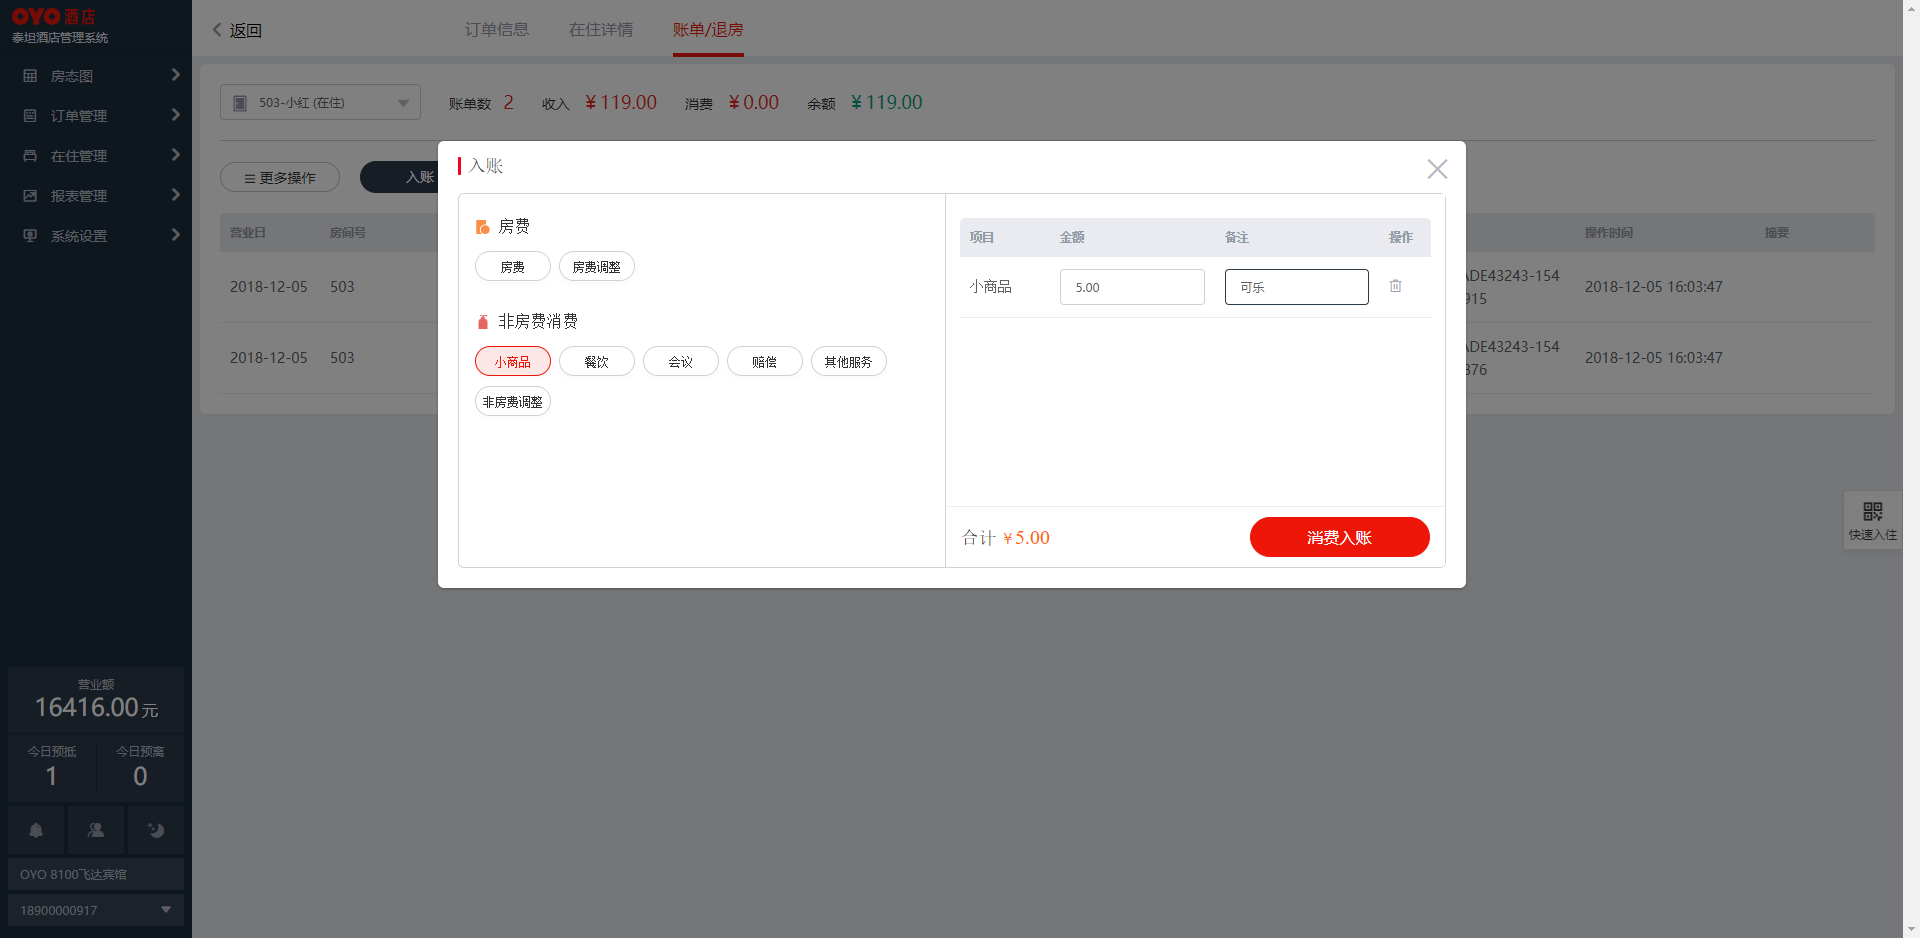 OYO 酒店
泰坦酒店管理系统
房态图
订单管理
在住管理
报表管理
系统设置
营业额
16416.00元
今日预抵 今日预离
1 0
OYO 8100飞达宾馆
18900000917
返回 订单信息 在住详情 账单/退房
503-小红 (在住) 账单数 2 收入 ¥119.00 消费 ¥0.00 余额 ¥119.00
更多操作 入账
营业日 房间号 操作时间 摘要
2018-12-05 503 ADE43243-154 2018-12-05 16:03:47
915
2018-12-05 503 ADE43243-154 2018-12-05 16:03:47
376
入账
房费
房费 房费调整
非房费消费
小商品 餐饮 会议 赔偿 其他服务
非房费调整
项目 金额 备注 操作
小商品 5.00 可乐
合计 ¥5.00 消费入账
快速入住